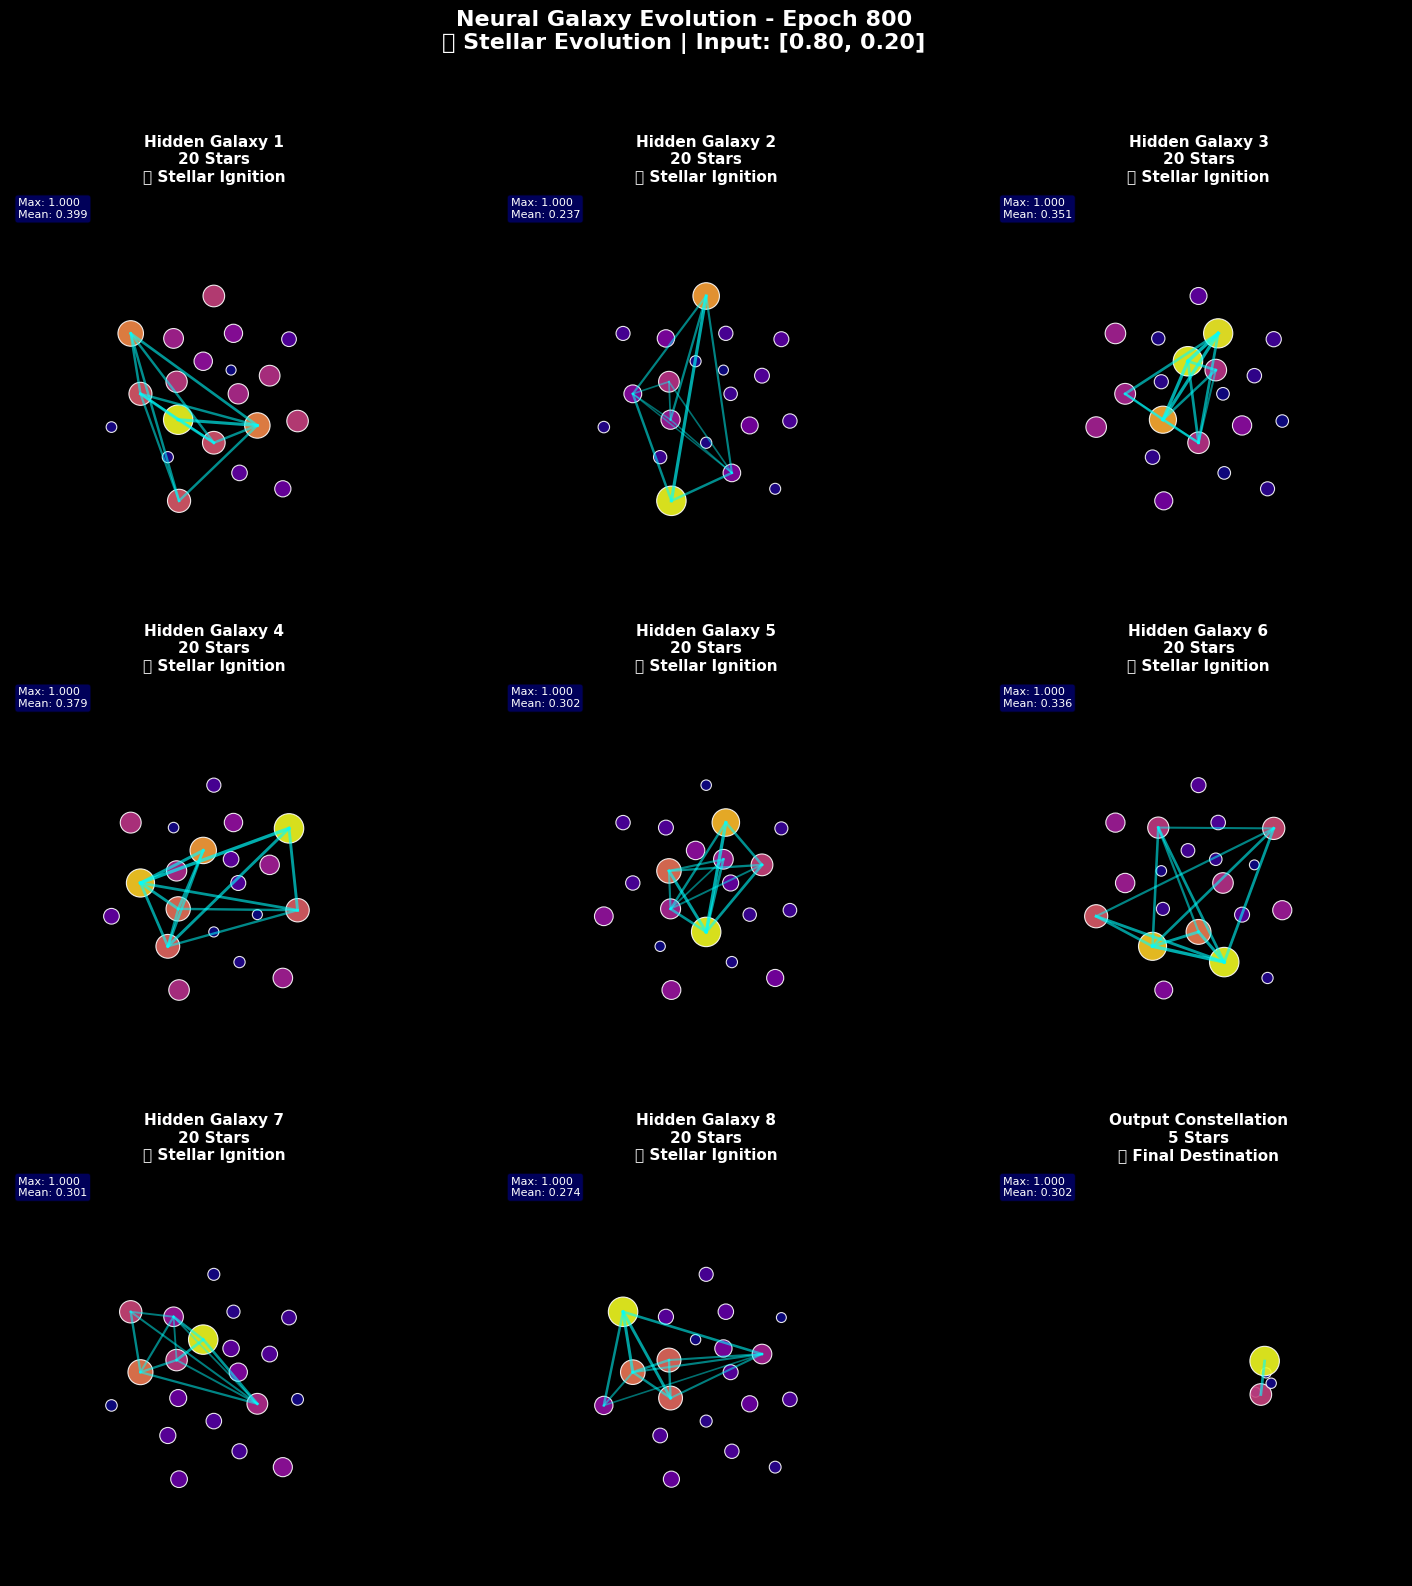 Neural Galaxy Evolution - Epoch 800
▯ Stellar Evolution | Input: [0.80, 0.20]
Hidden Galaxy 1
20 Stars
▯ Stellar Ignition
Max: 1.000
Mean: 0.399
Hidden Galaxy 2
20 Stars
▯ Stellar Ignition
Max: 1.000
Mean: 0.237
Hidden Galaxy 3
20 Stars
▯ Stellar Ignition
Max: 1.000
Mean: 0.351
Hidden Galaxy 4
20 Stars
▯ Stellar Ignition
Max: 1.000
Mean: 0.379
Hidden Galaxy 5
20 Stars
▯ Stellar Ignition
Max: 1.000
Mean: 0.302
Hidden Galaxy 6
20 Stars
▯ Stellar Ignition
Max: 1.000
Mean: 0.336
Hidden Galaxy 7
20 Stars
▯ Stellar Ignition
Max: 1.000
Mean: 0.301
Hidden Galaxy 8
20 Stars
▯ Stellar Ignition
Max: 1.000
Mean: 0.274
Output Constellation
5 Stars
▯ Final Destination
Max: 1.000
Mean: 0.302